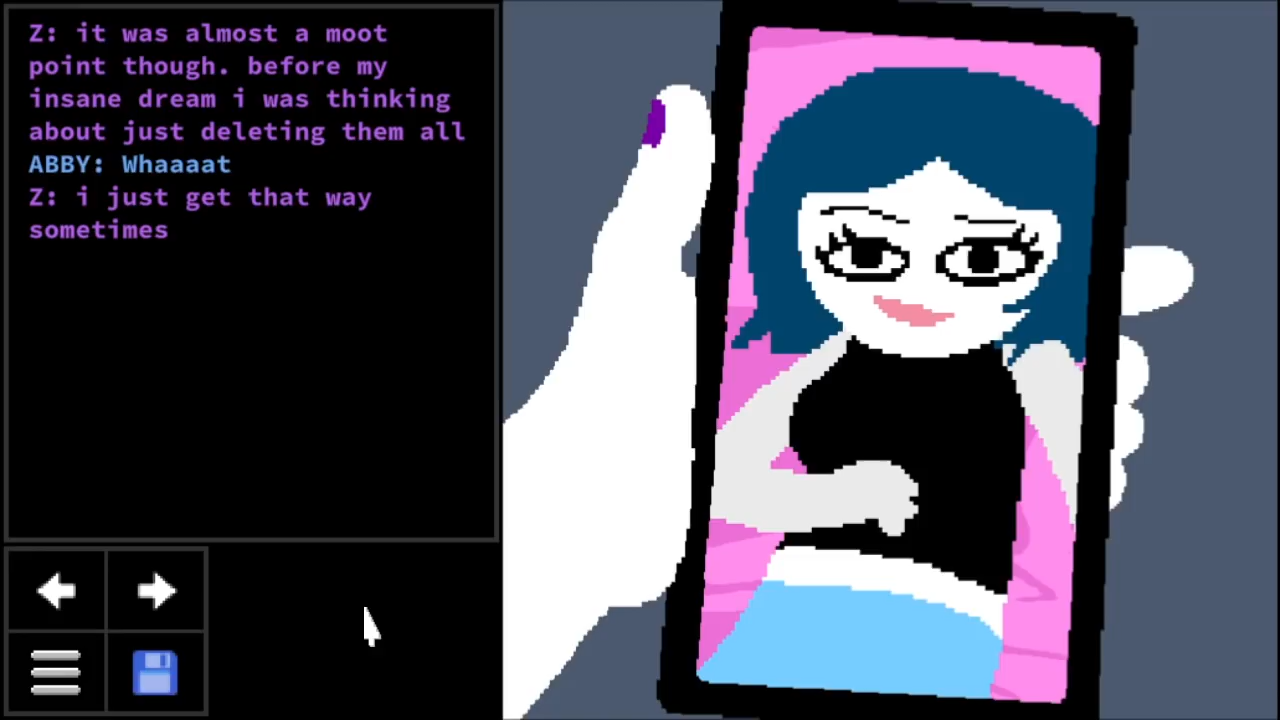 Z: it was almost a moot
point though. before my
insane dream i was thinking
about just deleting them all
ABBY: Whaaaat
Z: i just get that way
sometimes